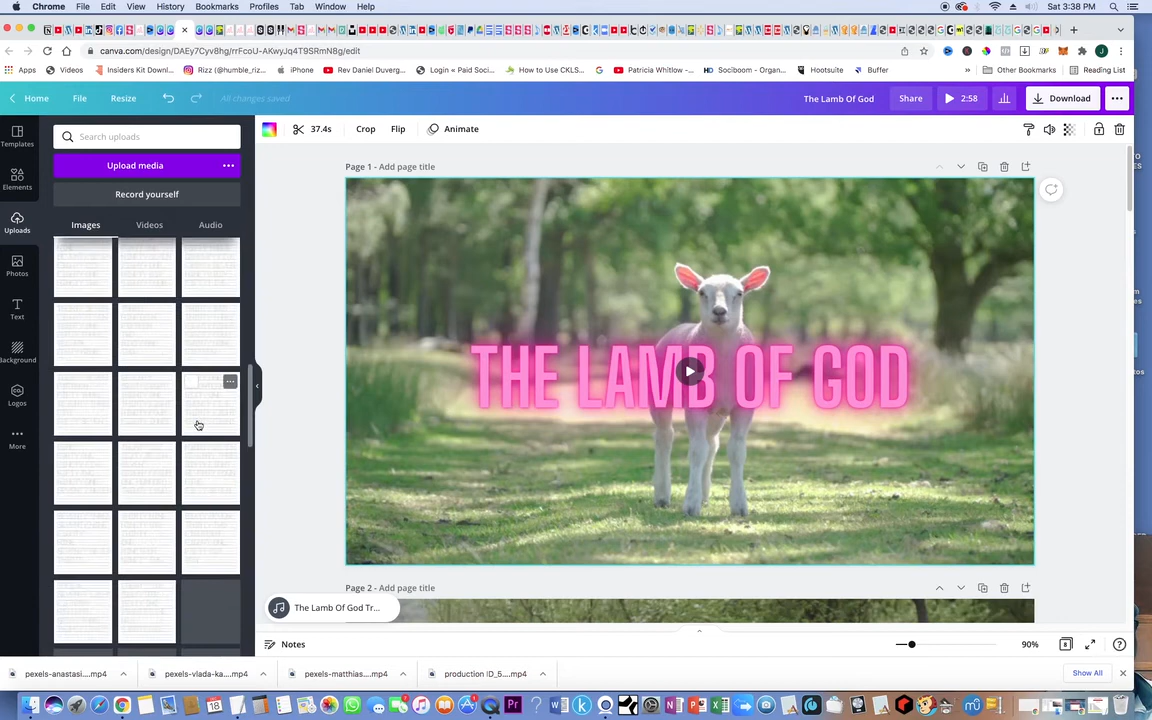 Chrome File Edit View History Bookmarks Profiles Tab Window Help
Sat 3:38 PM
canva.com/design/DAEy7Cyv8hg/rrFcoU-AKwyJq4T9SRmN8g/edit
Apps Videos Insiders Kit Downl... Rizz (@humble_riz... iPhone Rev Daniel Duverg... Login « Paid Soci... How to Use CKLS... Patricia Whitlow -... Sociboom - Organ... Hootsuite Buffer » Other Bookmarks Reading List
Home File Resize All changes saved The Lamb Of God Share 2:58 Download
Templates
Elements
Uploads
Photos
Text
Background
Logos
More
Search uploads
Upload media
Record yourself
Images Videos Audio
37.4s Crop Flip Animate
Page 1 - Add page title
THE LAMB OF GOD
Page 2 - Add page title
The Lamb Of God Tr...
Notes
90%
8
pexels-anastasi....mp4 pexels-vlada-ka....mp4 pexels-matthias....mp4 production ID_5....mp4 Show All